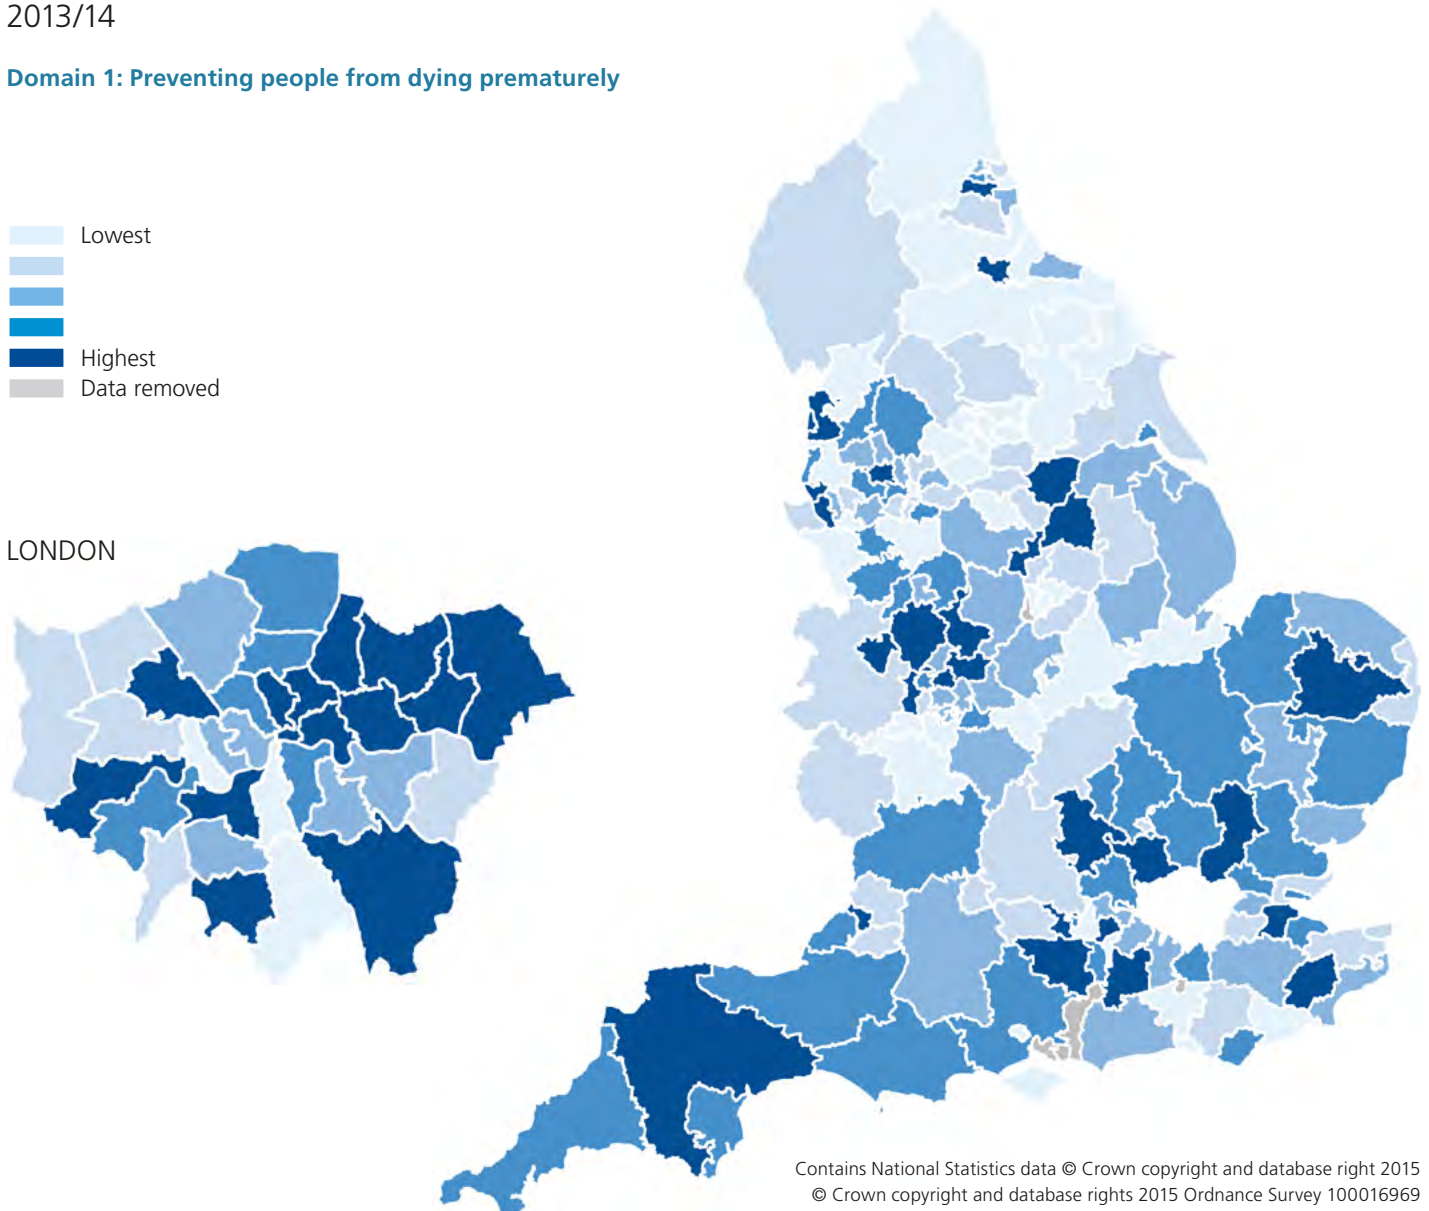 2013/14
Domain 1: Preventing people from dying prematurely
Lowest
Highest
Data removed
LONDON
Contains National Statistics data © Crown copyright and database right 2015
© Crown copyright and database rights 2015 Ordnance Survey 100016969